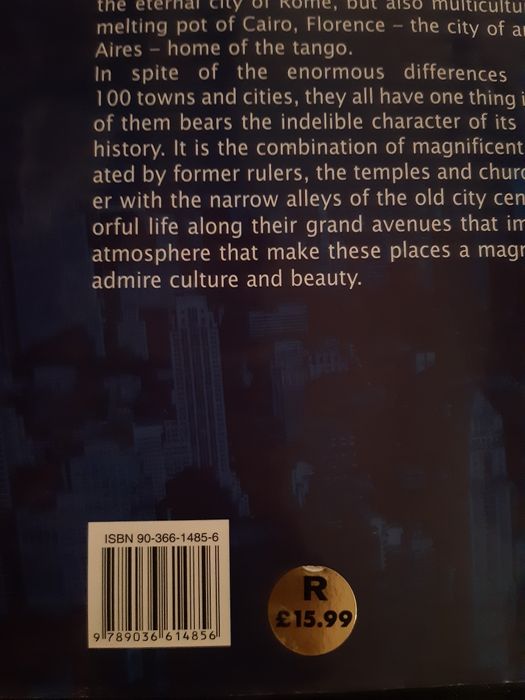 the eternal city of Rome, but also multicultu
melting pot of Cairo, Florence – the city of a
Aires – home of the tango.
In spite of the enormous differences
100 towns and cities, they all have one thing i
of them bears the indelible character of its
history. It is the combination of magnificent
ated by former rulers, the temples and churc
er with the narrow alleys of the old city cen
orful life along their grand avenues that im
atmosphere that make these places a magn
admire culture and beauty.
ISBN 90-366-1485-6
9 789036 614856
R
£15.99